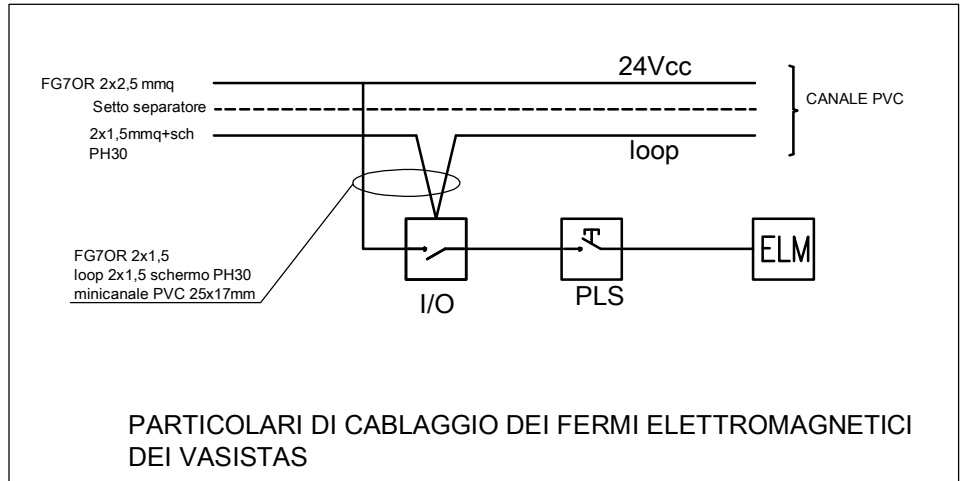 24Vcc
FG7OR 2x2,5 mmq
Setto separatore
CANALE PVC
2x1,5mmq+sch
PH30
loop
FG7OR 2x1,5
loop 2x1,5 schermo PH30
minicanale PVC 25x17mm
I/O
PLS
ELM
PARTICOLARI DI CABLAGGIO DEI FERMI ELETTROMAGNETICI
DEI VASISTAS